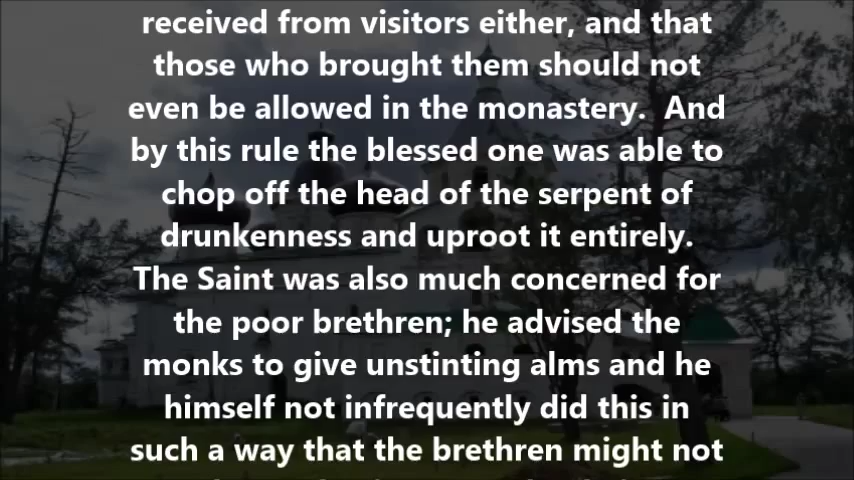 received from visitors either, and that
those who brought them should not
even be allowed in the monastery.  And
by this rule the blessed one was able to
chop off the head of the serpent of
drunkenness and uproot it entirely.
The Saint was also much concerned for
the poor brethren; he advised the
monks to give unstinting alms and he
himself not infrequently did this in
such a way that the brethren might not